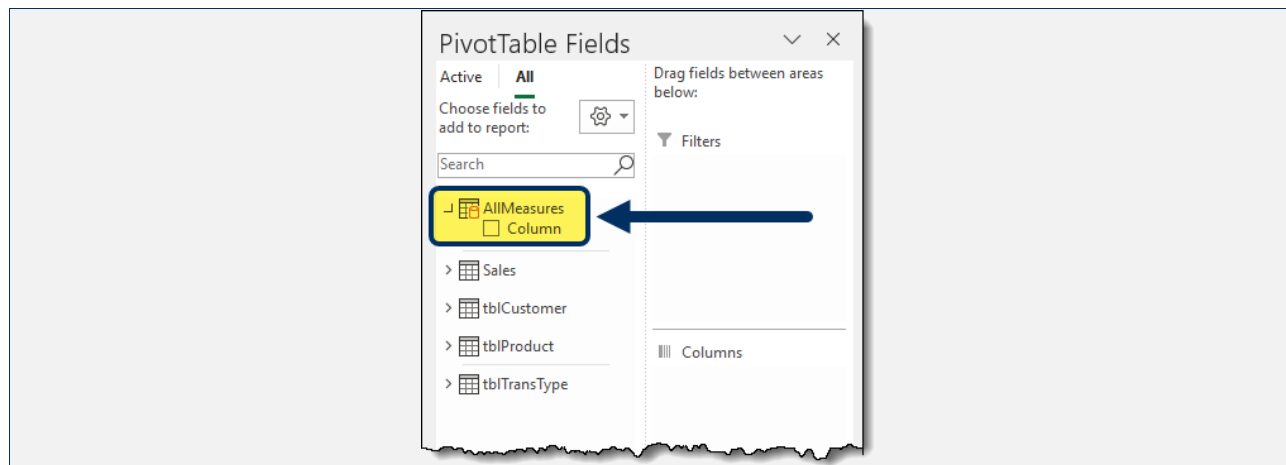 PivotTable Fields
Active
All
Choose fields to
add to report:
Search
AllMeasures
Column
Sales
tblCustomer
tblProduct
tblTransType
Drag fields between areas
below:
Filters
Columns